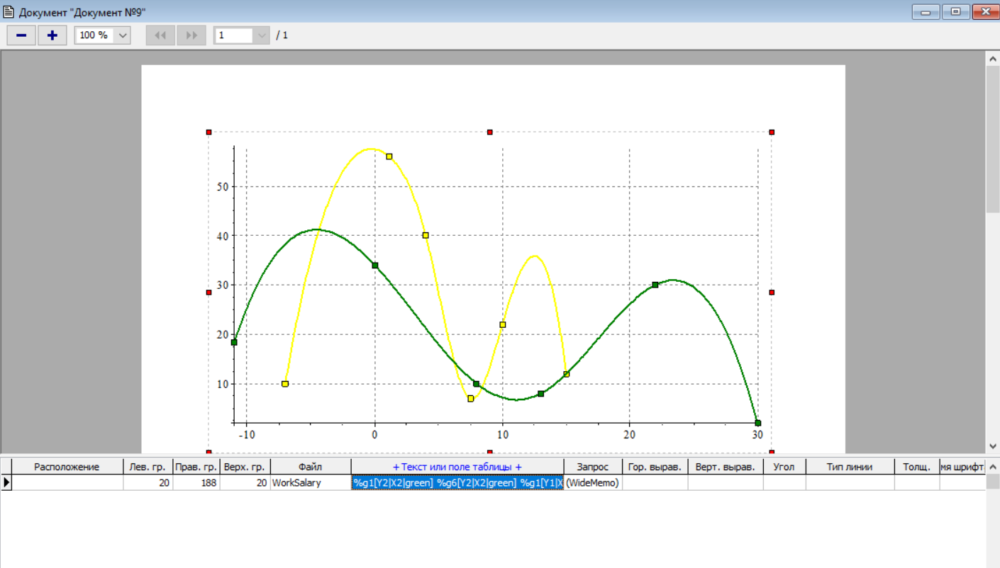 Документ "Документ №9"
100 % 1 / 1
50
40
30
20
10
-10 0 10 20 30
Расположение Лев. гр. Прав. гр. Верх. гр. Файл + Текст или поле таблицы + Запрос Гор. вырав. Верт. вырав. Угол Тип линии Толщ. мя шрифт
20 188 20 WorkSalary %g1[Y2|X2|green] %g6[Y2|X2|green] %g1[Y1|X (WideMemo)